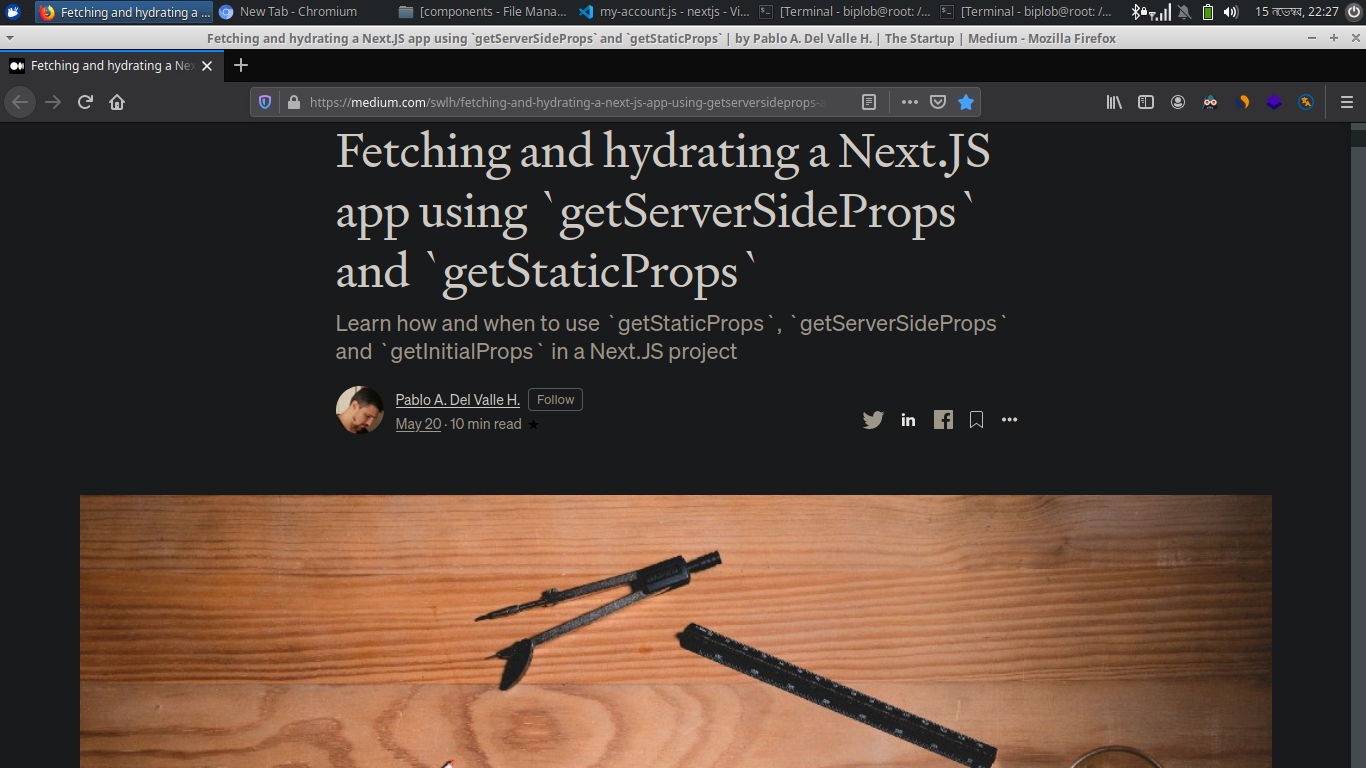 Fetching and hydrating a ...
New Tab - Chromium
[components - File Mana...
my-account.js - nextjs - Vi...
[Terminal - biplob@root: /...
[Terminal - biplob@root: /...
15 নভেম্বর, 22:27
Fetching and hydrating a Next.JS app using `getServerSideProps` and `getStaticProps` | by Pablo A. Del Valle H. | The Startup | Medium - Mozilla Firefox
Fetching and hydrating a Nex
https://medium.com/swlh/fetching-and-hydrating-a-next-js-app-using-getserversideprops-a
Fetching and hydrating a Next.JS
app using `getServerSideProps`
and `getStaticProps`
Learn how and when to use `getStaticProps`, `getServerSideProps`
and `getInitialProps` in a Next.JS project
Pablo A. Del Valle H.
Follow
May 20 · 10 min read